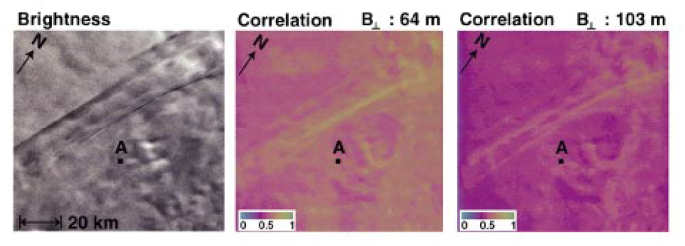 Brightness
Correlation B⊥ : 64 m
Correlation B⊥ : 103 m
N
N
N
A
A
A
20 km
0 0.5 1
0 0.5 1